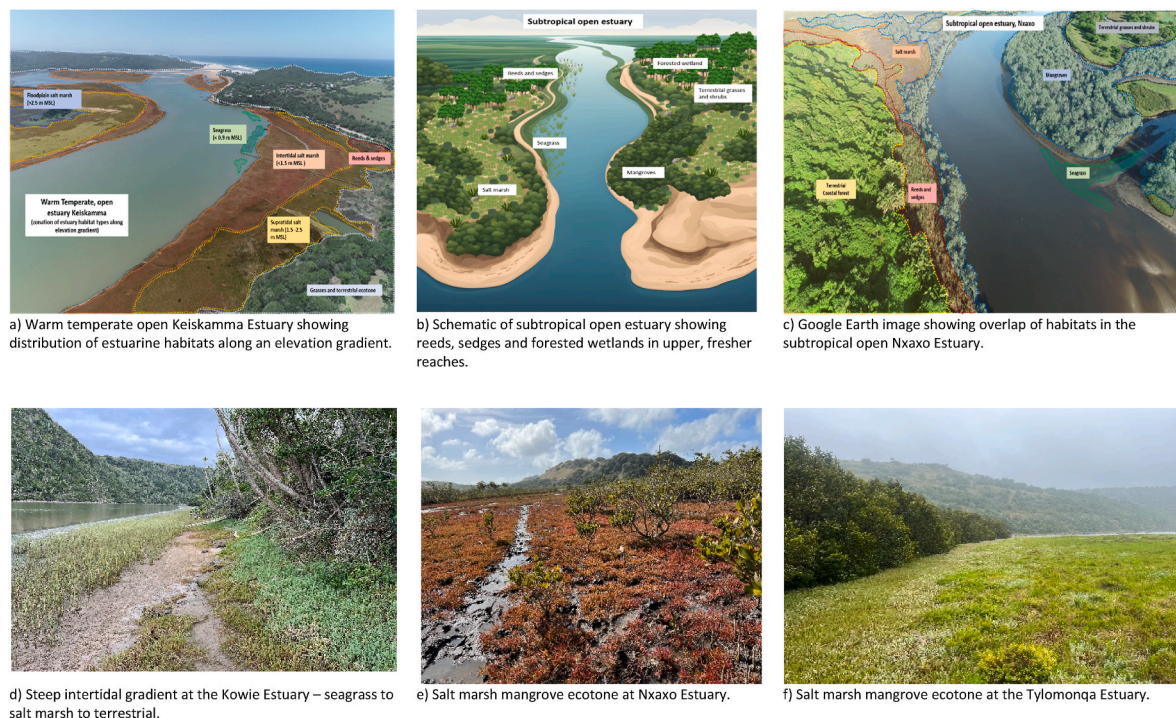 Floodplain salt marsh
(>2.5 m MSL)
Seagrass
(< 0.9 m MSL)
Intertidal salt marsh
(<1.5 m MSL )
Reeds & sedges
Warm Temperate, open
estuary Keiskamma
(zonation of estuary habitat types along
elevation gradient)
Supratidal salt
marsh (1.5 -2.5
m MSL)
Grasses and terrestrial ecotone
a) Warm temperate open Keiskamma Estuary showing
distribution of estuarine habitats along an elevation gradient.
Subtropical open estuary
Reeds and sedges
Forested wetland
Terrestrial grasses
and shrubs
Seagrass
Salt marsh
Mangroves
b) Schematic of subtropical open estuary showing
reeds, sedges and forested wetlands in upper, fresher
reaches.
Subtropical open estuary, Nxaxo
Terrestrial grasses and shrubs
Salt marsh
Mangroves
Seagrass
Terrestrial
Coastal forest
Reeds and
sedges
c) Google Earth image showing overlap of habitats in the
subtropical open Nxaxo Estuary.
d) Steep intertidal gradient at the Kowie Estuary – seagrass to
salt marsh to terrestrial.
e) Salt marsh mangrove ecotone at Nxaxo Estuary.
f) Salt marsh mangrove ecotone at the Tylomonqa Estuary.